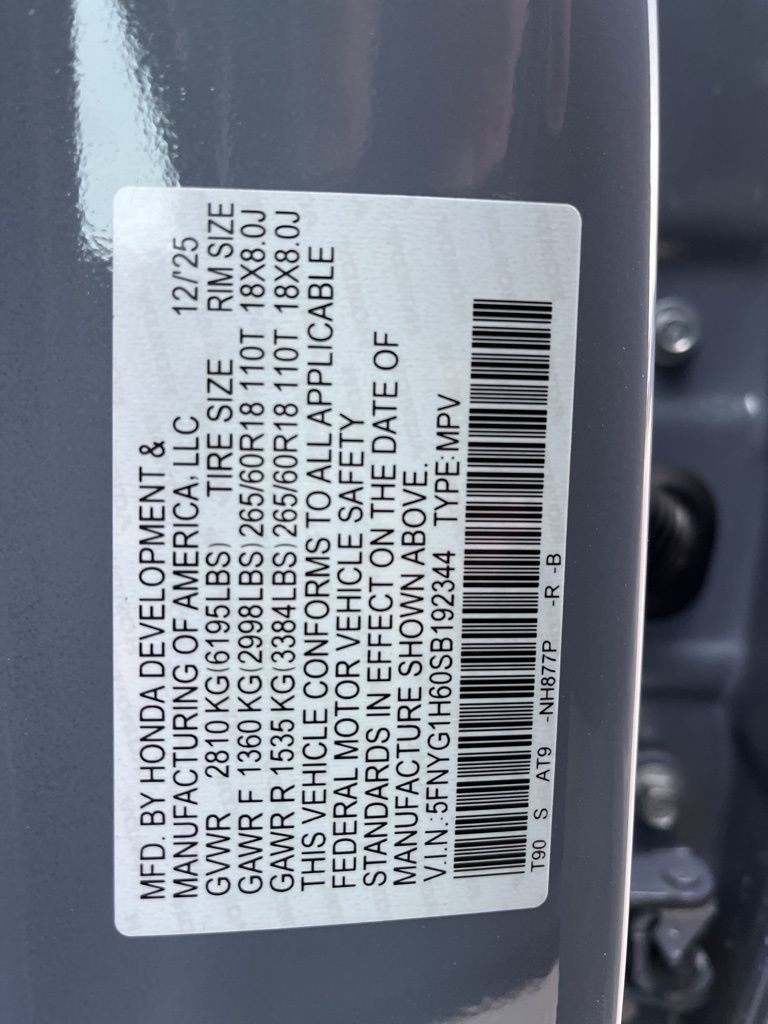 MFD. BY HONDA DEVELOPMENT &
MANUFACTURING OF AMERICA, LLC 12/'25
GVWR 2810 KG(6195LBS) TIRE SIZE RIM SIZE
GAWR F 1360 KG(2998LBS) 265/60R18 110T 18X8.0J
GAWR R 1535 KG(3384LBS) 265/60R18 110T 18X8.0J
THIS VEHICLE CONFORMS TO ALL APPLICABLE
FEDERAL MOTOR VEHICLE SAFETY
STANDARDS IN EFFECT ON THE DATE OF
MANUFACTURE SHOWN ABOVE.
V.I.N.:5FNYG1H60SB192344 TYPE:MPV
T90 S AT9 -NH877P -R -B